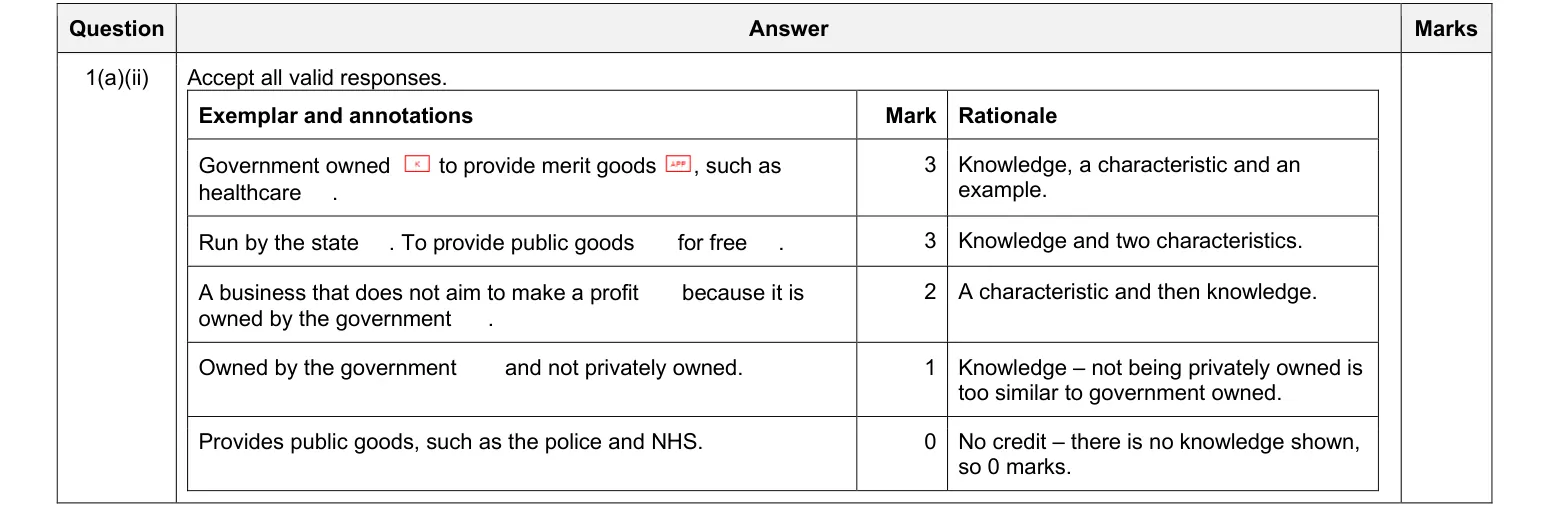 Question Answer Marks
1(a)(ii) Accept all valid responses.
Exemplar and annotations Mark Rationale
Government owned K to provide merit goods APP, such as
healthcare .
3 Knowledge, a characteristic and an
example.
Run by the state . To provide public goods for free . 3 Knowledge and two characteristics.
A business that does not aim to make a profit because it is
owned by the government .
2 A characteristic and then knowledge.
Owned by the government and not privately owned. 1 Knowledge – not being privately owned is
too similar to government owned.
Provides public goods, such as the police and NHS. 0 No credit – there is no knowledge shown,
so 0 marks.